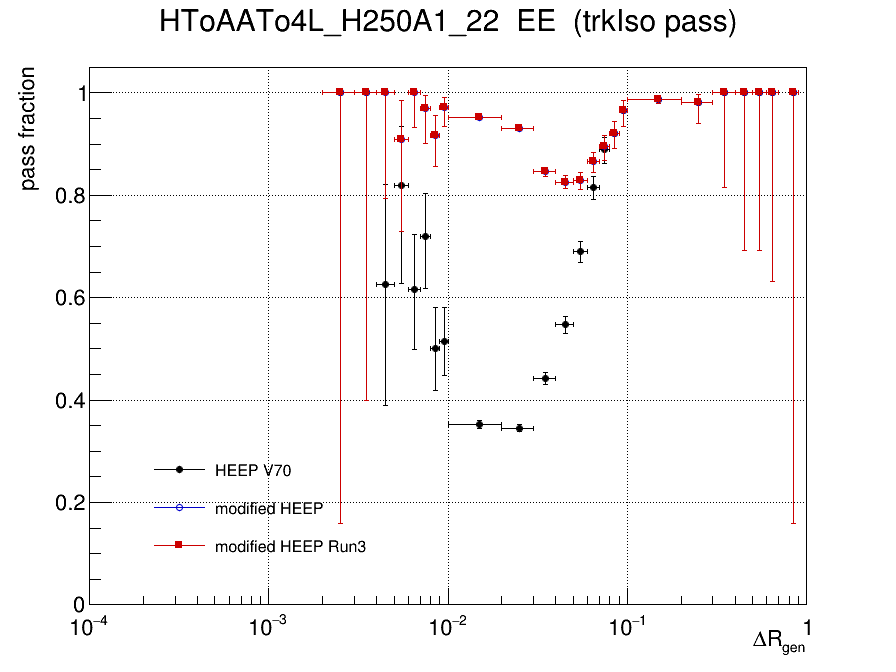 HToAATo4L_H250A1_22 EE (trkIso pass)
pass fraction
1
0.8
0.6
0.4
0.2
0
HEEP V70
modified HEEP
modified HEEP Run3
10⁻⁴ 10⁻³ 10⁻² 10⁻¹ 1
ΔR_gen